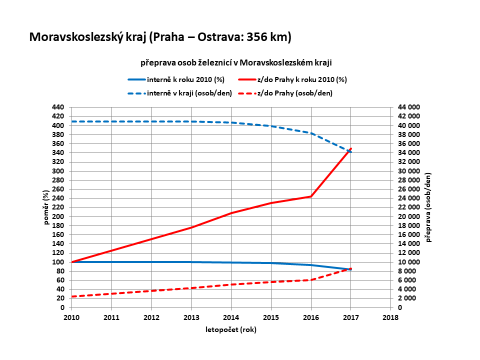 Moravskoslezský kraj (Praha – Ostrava: 356 km)
přeprava osob železnicí v Moravskoslezském kraji
interně k roku 2010 (%) z/do Prahy k roku 2010 (%)
interně v kraji (osob/den) z/do Prahy (osob/den)
440 44 000
420 42 000
400 40 000
380 38 000
360 36 000
340 34 000
320 32 000
300 30 000
280 28 000
260 26 000
240 24 000
220 22 000
200 20 000
180 18 000
160 16 000
140 14 000
120 12 000
100 10 000
80 8 000
60 6 000
40 4 000
20 2 000
0 0
poměr (%)
přeprava (osob/den)
2010 2011 2012 2013 2014 2015 2016 2017 2018
letopočet (rok)